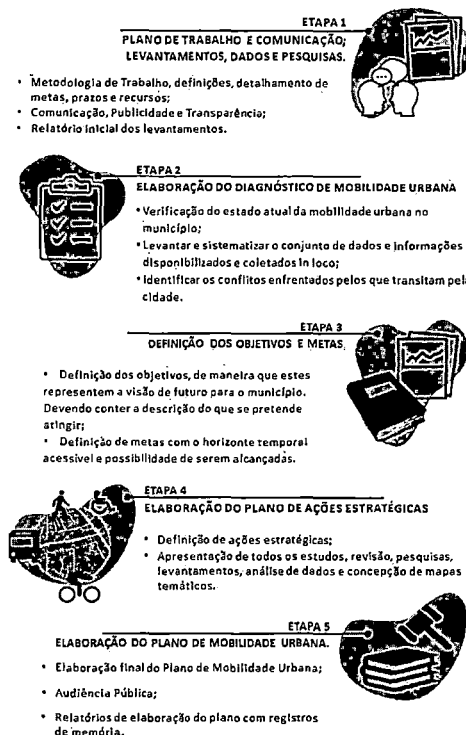 ETAPA 1
PLANO DE TRABALHO E COMUNICAÇÃO;
LEVANTAMENTOS, DADOS E PESQUISAS.
• Metodologia de Trabalho, definições, detalhamento de
metas, prazos e recursos;
• Comunicação, Publicidade e Transparência;
• Relatório inicial dos levantamentos.
ETAPA 2
ELABORAÇÃO DO DIAGNÓSTICO DE MOBILIDADE URBANA
• Verificação do estado atual da mobilidade urbana no
município;
• Levantar e sistematizar o conjunto de dados e informações
disponibilizados e coletados in loco;
• Identificar os conflitos enfrentados pelos que transitam pela
cidade.
ETAPA 3
DEFINIÇÃO DOS OBJETIVOS E METAS.
• Definição dos objetivos, de maneira que estes
representem a visão de futuro para o município.
Devendo conter a descrição do que se pretende
atingir;
• Definição de metas com o horizonte temporal
acessível e possibilidade de serem alcançadas.
ETAPA 4
ELABORAÇÃO DO PLANO DE AÇÕES ESTRATÉGICAS
• Definição de ações estratégicas;
• Apresentação de todos os estudos, revisão, pesquisas,
levantamentos, análise de dados e concepção de mapas
temáticos.
ETAPA 5
ELABORAÇÃO DO PLANO DE MOBILIDADE URBANA.
• Elaboração final do Plano de Mobilidade Urbana;
• Audiência Pública;
• Relatórios de elaboração do plano com registros
de memória.